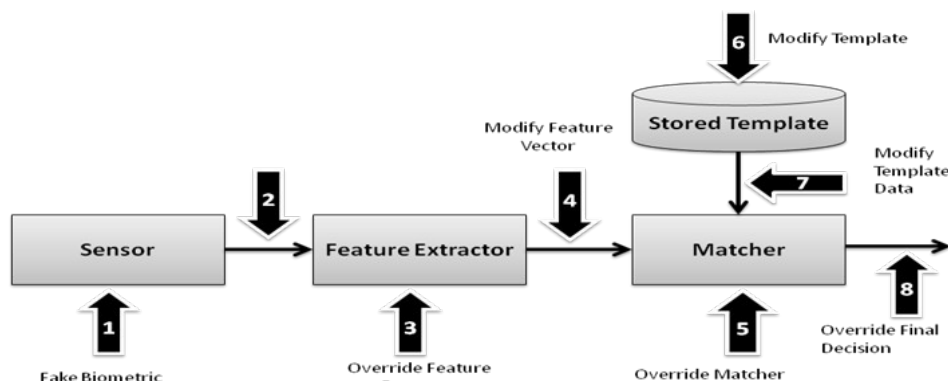 6
Modify Template
Stored Template
Modify Feature
Vector
Modify
Template
Data
7
2
4
Sensor
Feature Extractor
Matcher
1
3
5
8
Override Final
Decision
Fake Biometric
Override Feature
Override Matcher